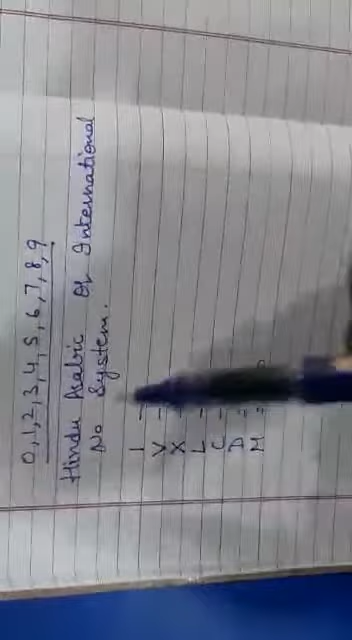 0,1,2,3,4,5,6,7,8,9
Hindu Arabic Or International
No System.
I -
V -
X -
L -
C -
D -
M -